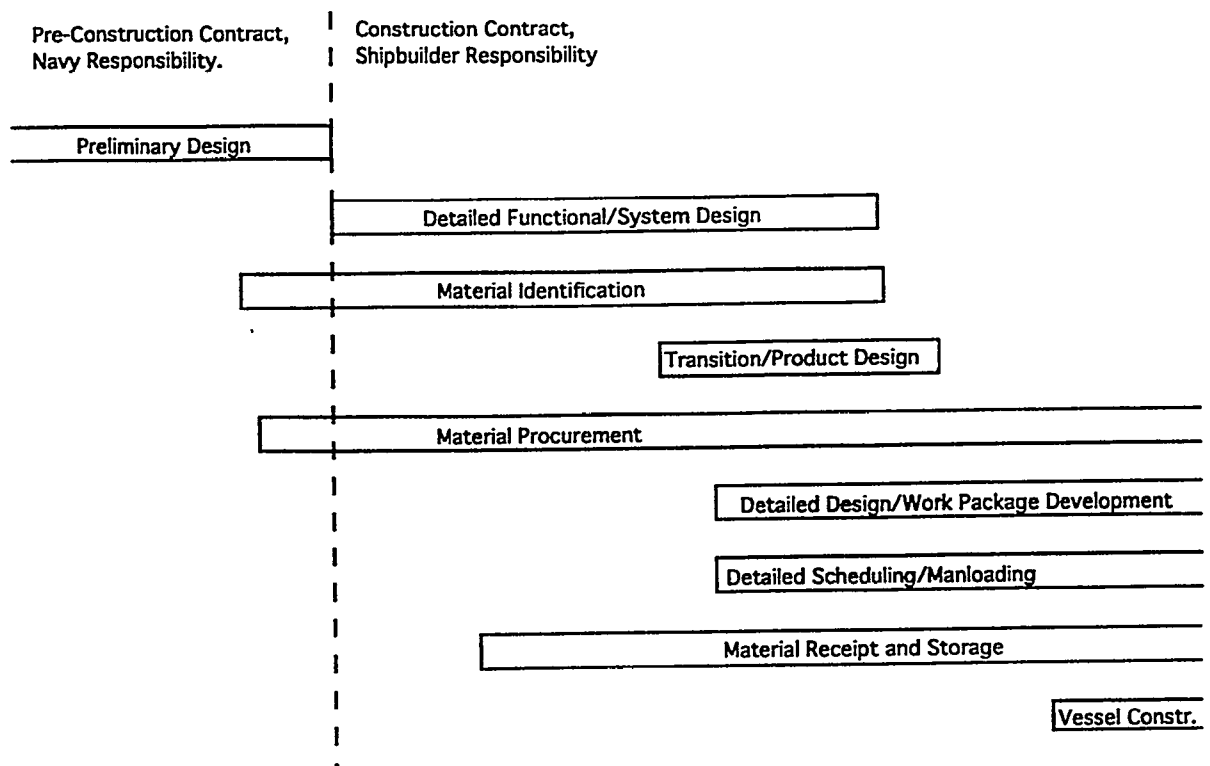 Pre-Construction Contract,
Navy Responsibility.
Construction Contract,
Shipbuilder Responsibility
Preliminary Design
Detailed Functional/System Design
Material Identification
Transition/Product Design
Material Procurement
Detailed Design/Work Package Development
Detailed Scheduling/Manloading
Material Receipt and Storage
Vessel Constr.